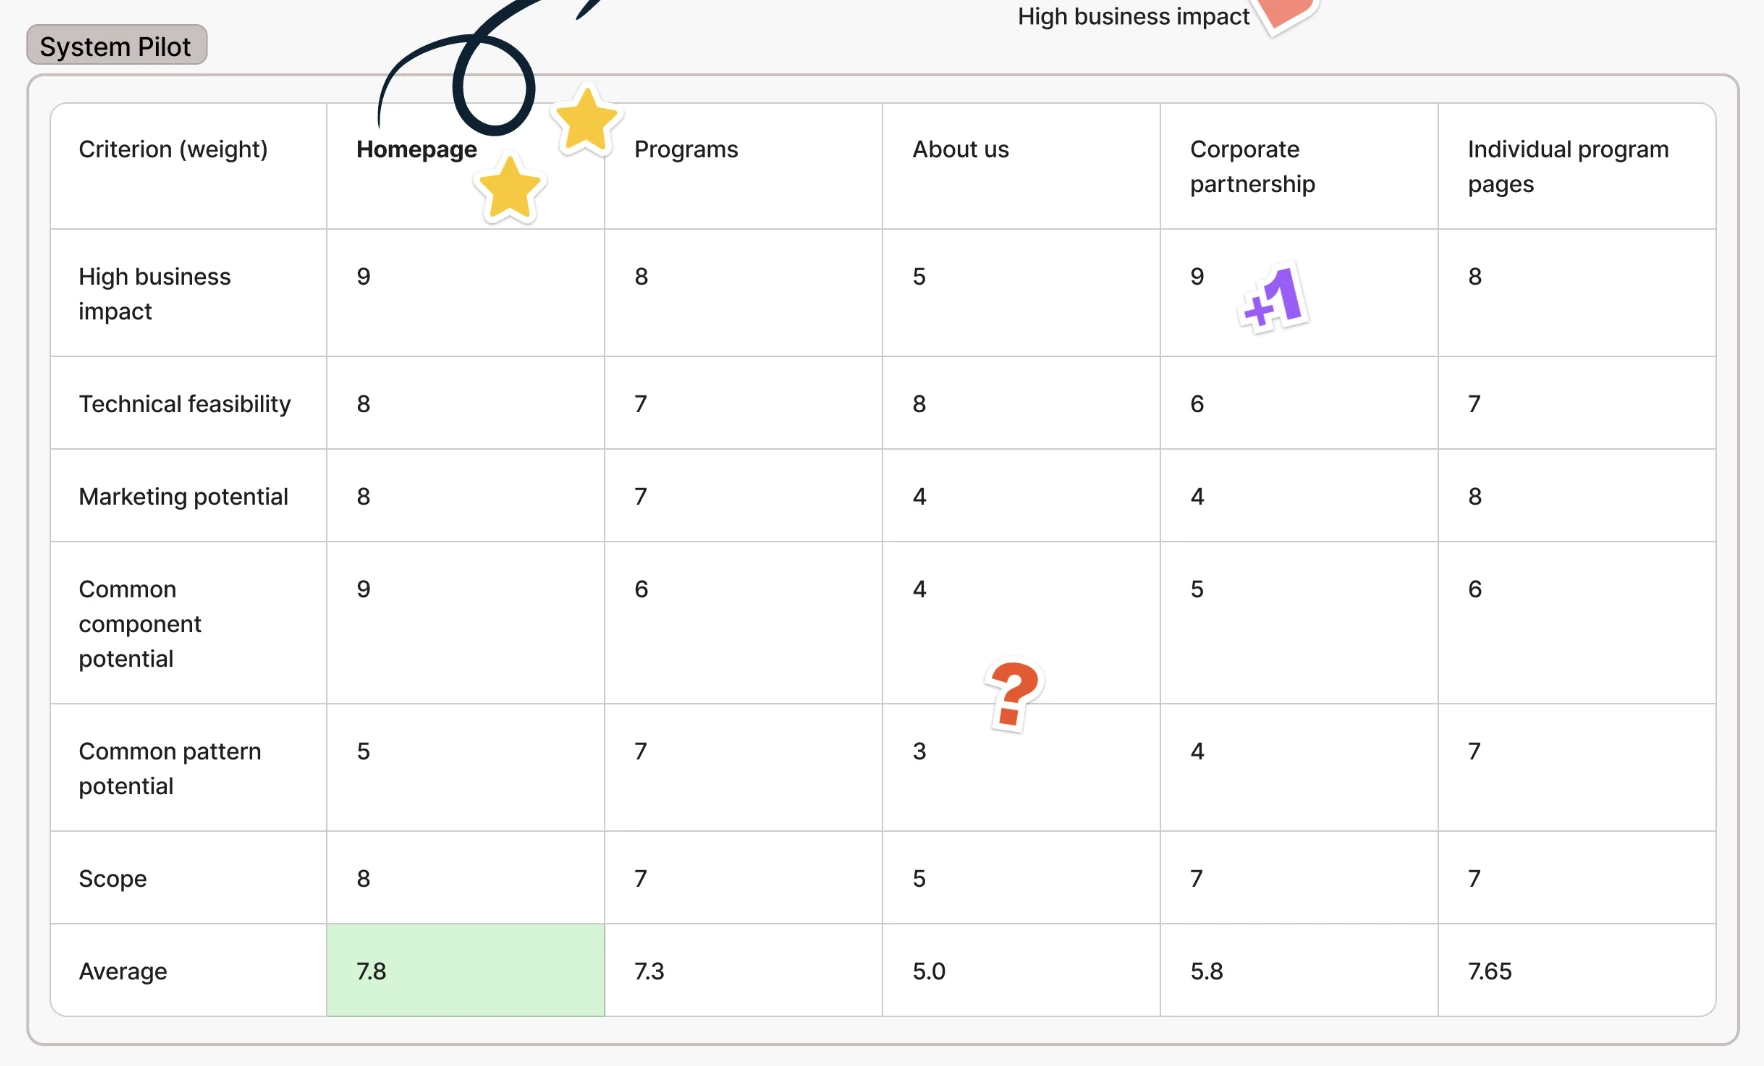 High business impact
System Pilot
Criterion (weight)
Homepage
Programs
About us
Corporate
partnership
Individual program
pages
High business
impact
9
8
5
9
+1
8
Technical feasibility
8
7
8
6
7
Marketing potential
8
7
4
4
8
Common
component
potential
9
6
4
5
6
?
Common pattern
potential
5
7
3
4
7
Scope
8
7
5
7
7
Average
7.8
7.3
5.0
5.8
7.65